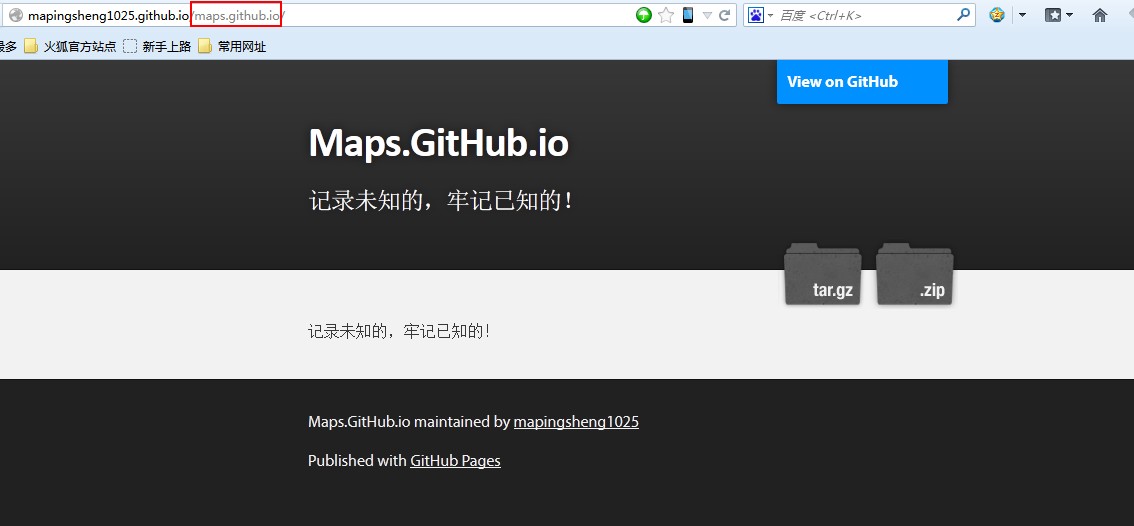 mapingsheng1025.github.io/maps.github.io/
百度 <Ctrl+K>
最多 火狐官方站点 新手上路 常用网址
View on GitHub
Maps.GitHub.io
记录未知的，牢记已知的！
tar.gz .zip
记录未知的，牢记已知的！
Maps.GitHub.io maintained by mapingsheng1025
Published with GitHub Pages